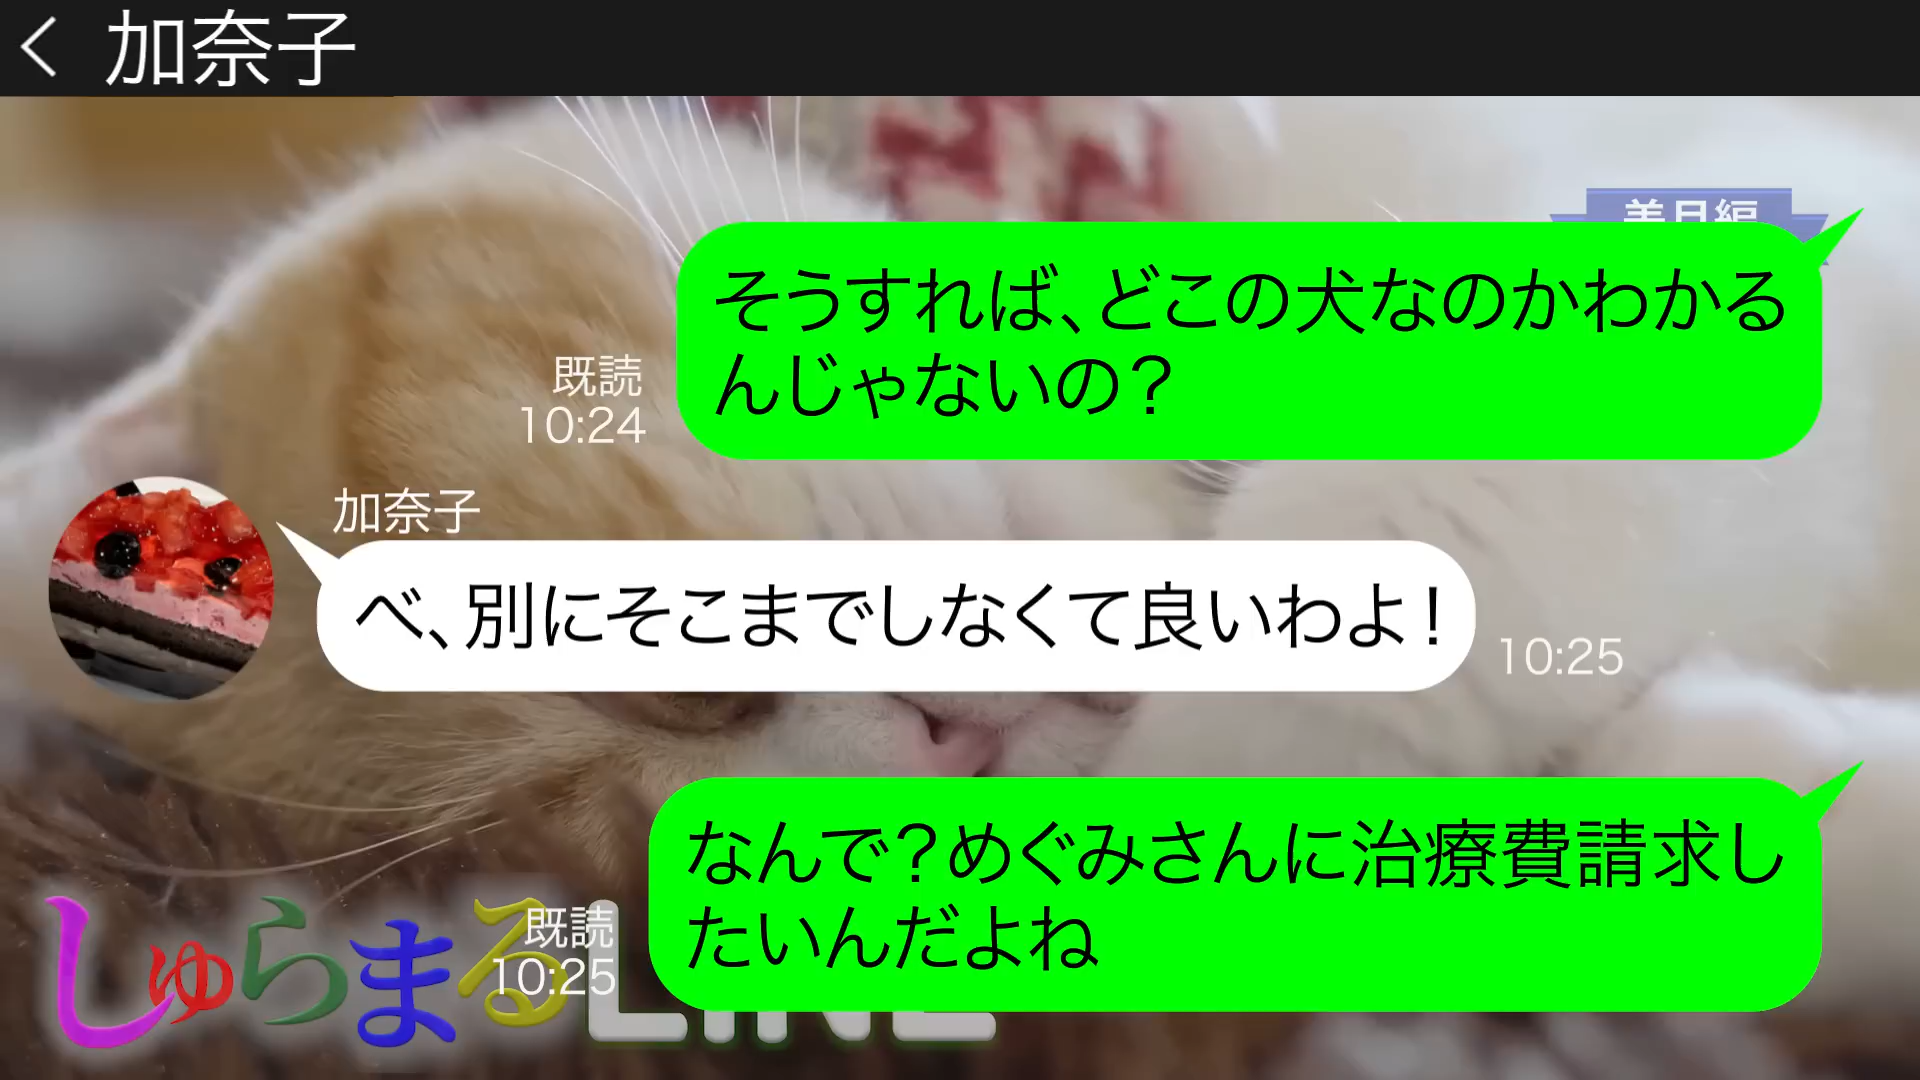 加奈子
そうすれば、どこの犬なのかわかる
んじゃないの？
既読
10:24
加奈子
べ、別にそこまでしなくて良いわよ！
10:25
なんで？めぐみさんに治療費請求し
たいんだよね
既読
10:25
しゅらまるLINE